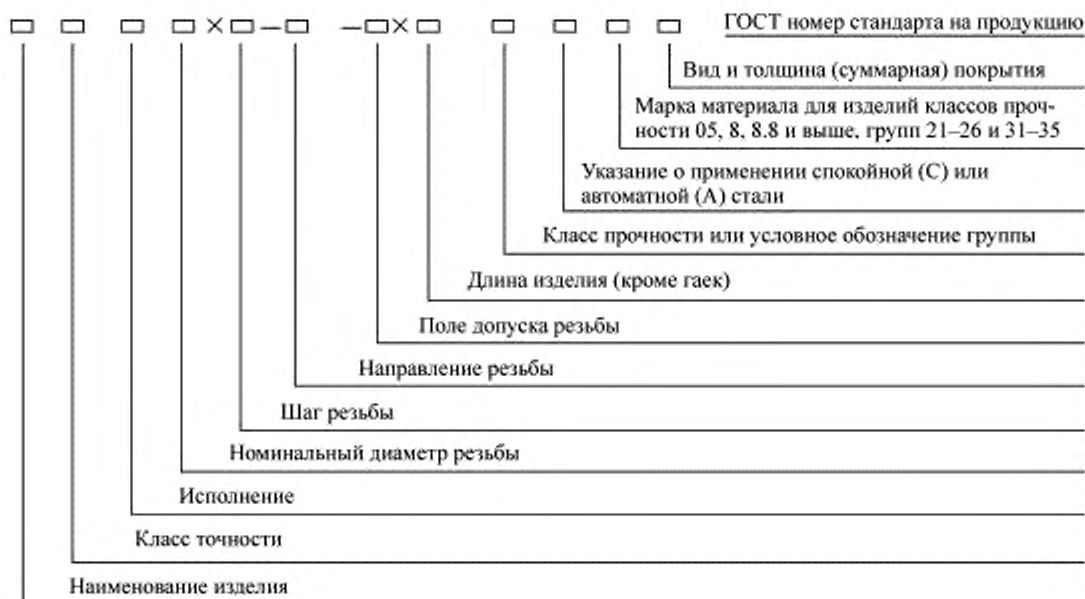 ГОСТ номер стандарта на продукцию
Вид и толщина (суммарная) покрытия
Марка материала для изделий классов проч-
ности 05, 8, 8.8 и выше, групп 21–26 и 31–35
Указание о применении спокойной (С) или
автоматной (А) стали
Класс прочности или условное обозначение группы
Длина изделия (кроме гаек)
Поле допуска резьбы
Направление резьбы
Шаг резьбы
Номинальный диаметр резьбы
Исполнение
Класс точности
Наименование изделия